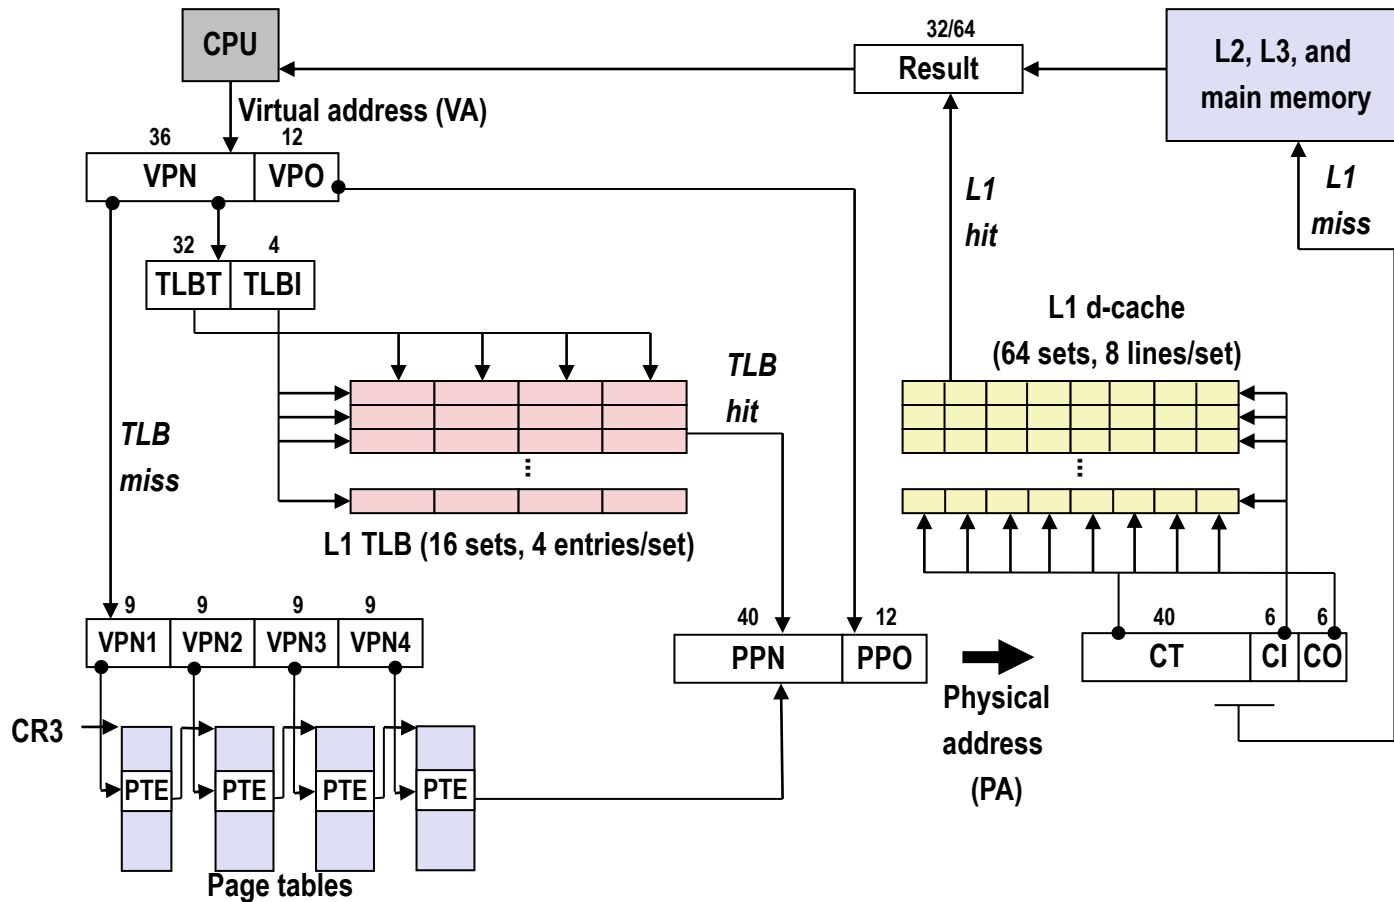 CPU
32/64
Result
L2, L3, and
main memory
Virtual address (VA)
36 12
VPN VPO
L1
hit
L1
miss
32 4
TLBT TLBI
L1 d-cache
(64 sets, 8 lines/set)
TLB
hit
TLB
miss
...
...
L1 TLB (16 sets, 4 entries/set)
9 9 9 9
VPN1 VPN2 VPN3 VPN4
40 12
PPN PPO
40 6 6
CT CI CO
Physical
address
(PA)
CR3
PTE PTE PTE PTE
Page tables